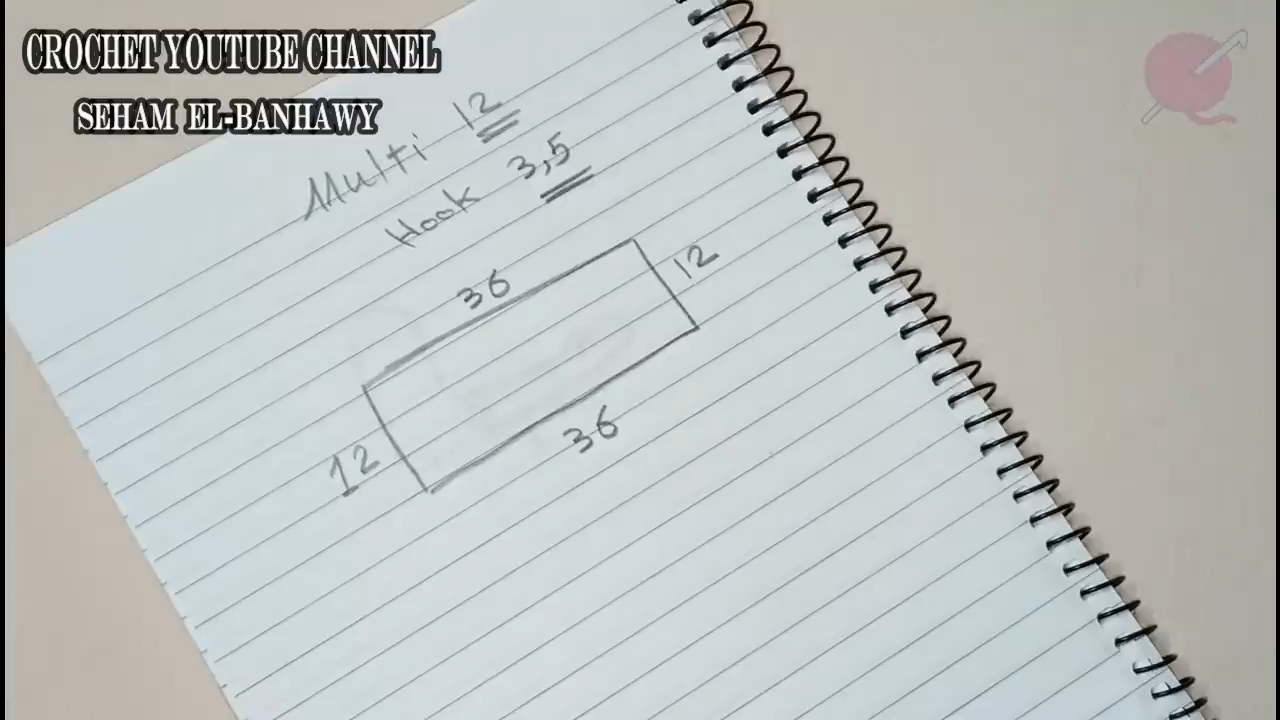 CROCHET YOUTUBE CHANNEL
SEHAM EL-BANHAWY
Multi 12
Hook 3,5
36
12
12
36